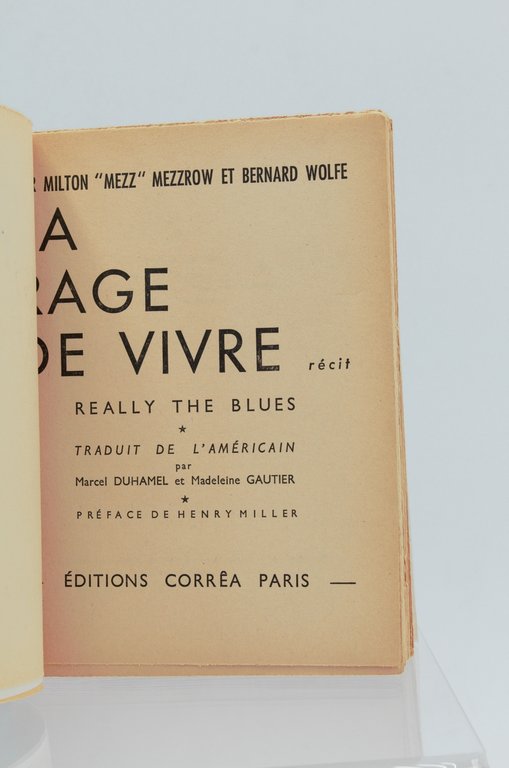 R MILTON "MEZZ" MEZZROW ET BERNARD WOLFE
A
RAGE
DE VIVRE récit
REALLY THE BLUES
★
TRADUIT DE L'AMÉRICAIN
par
Marcel DUHAMEL et Madeleine GAUTIER
★
PRÉFACE DE HENRY MILLER
— ÉDITIONS CORRÊA PARIS —